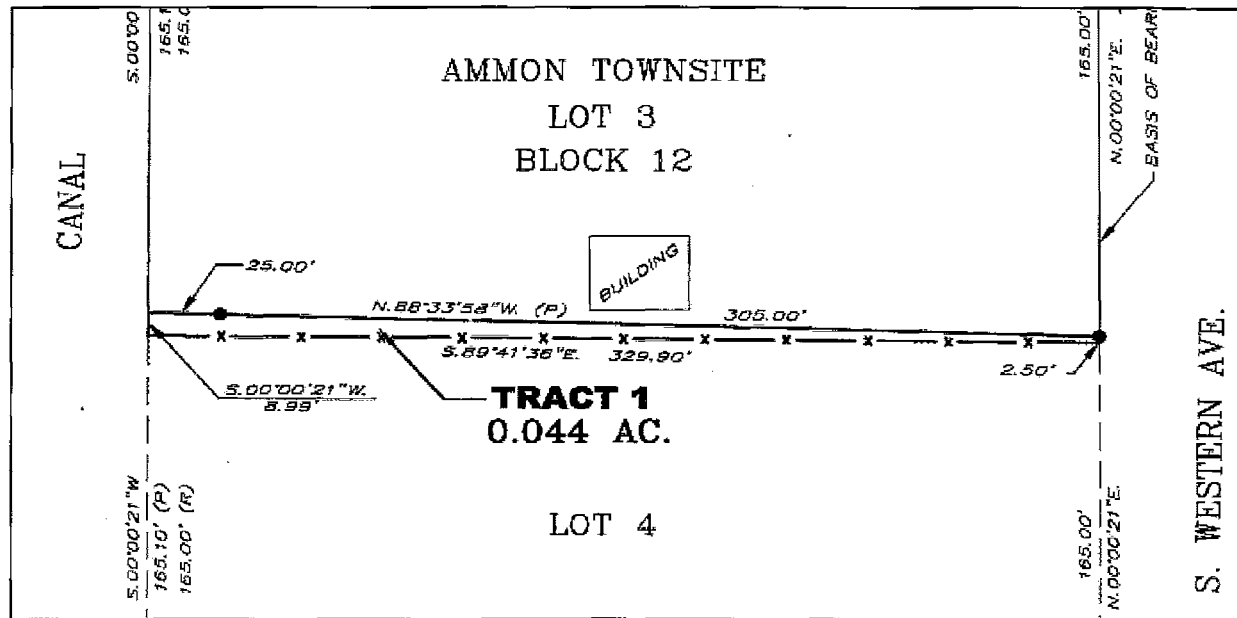 S.00°00
165.1
165.0
AMMON TOWNSITE
LOT 3
BLOCK 12
165.00'
N.00°00'21"E.
BASIS OF BEAR
CANAL
BUILDING
25.00'
N.88°33'58"W. (P)
305.00'
S.89°41'36"E.
329.90'
2.50'
S.00°00'21"W.
8.99'
TRACT 1
0.044 AC.
S.00°00'21"W
165.10' (P)
165.00' (R)
LOT 4
165.00'
N.00°00'21"E.
S. WESTERN AVE.